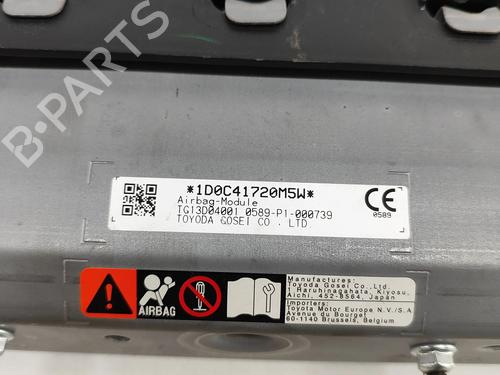 *1D0C41720M5W*
Airbag-Module
TG13D04001 0589-P1-000739
TOYODA GOSEI CO . LTD.
CE
0589
L
L
AIRBAG
Manufactures:
Toyoda Gosei Co.,Ltd.
1 Haruhinagahata, Kiyosu,
Aichi, 452-8564, Japan
Importers:
Toyota Motor Europe N.V./S.A
Avenue du Bourget
60-1140 Brussels, Belgium
B-Parts